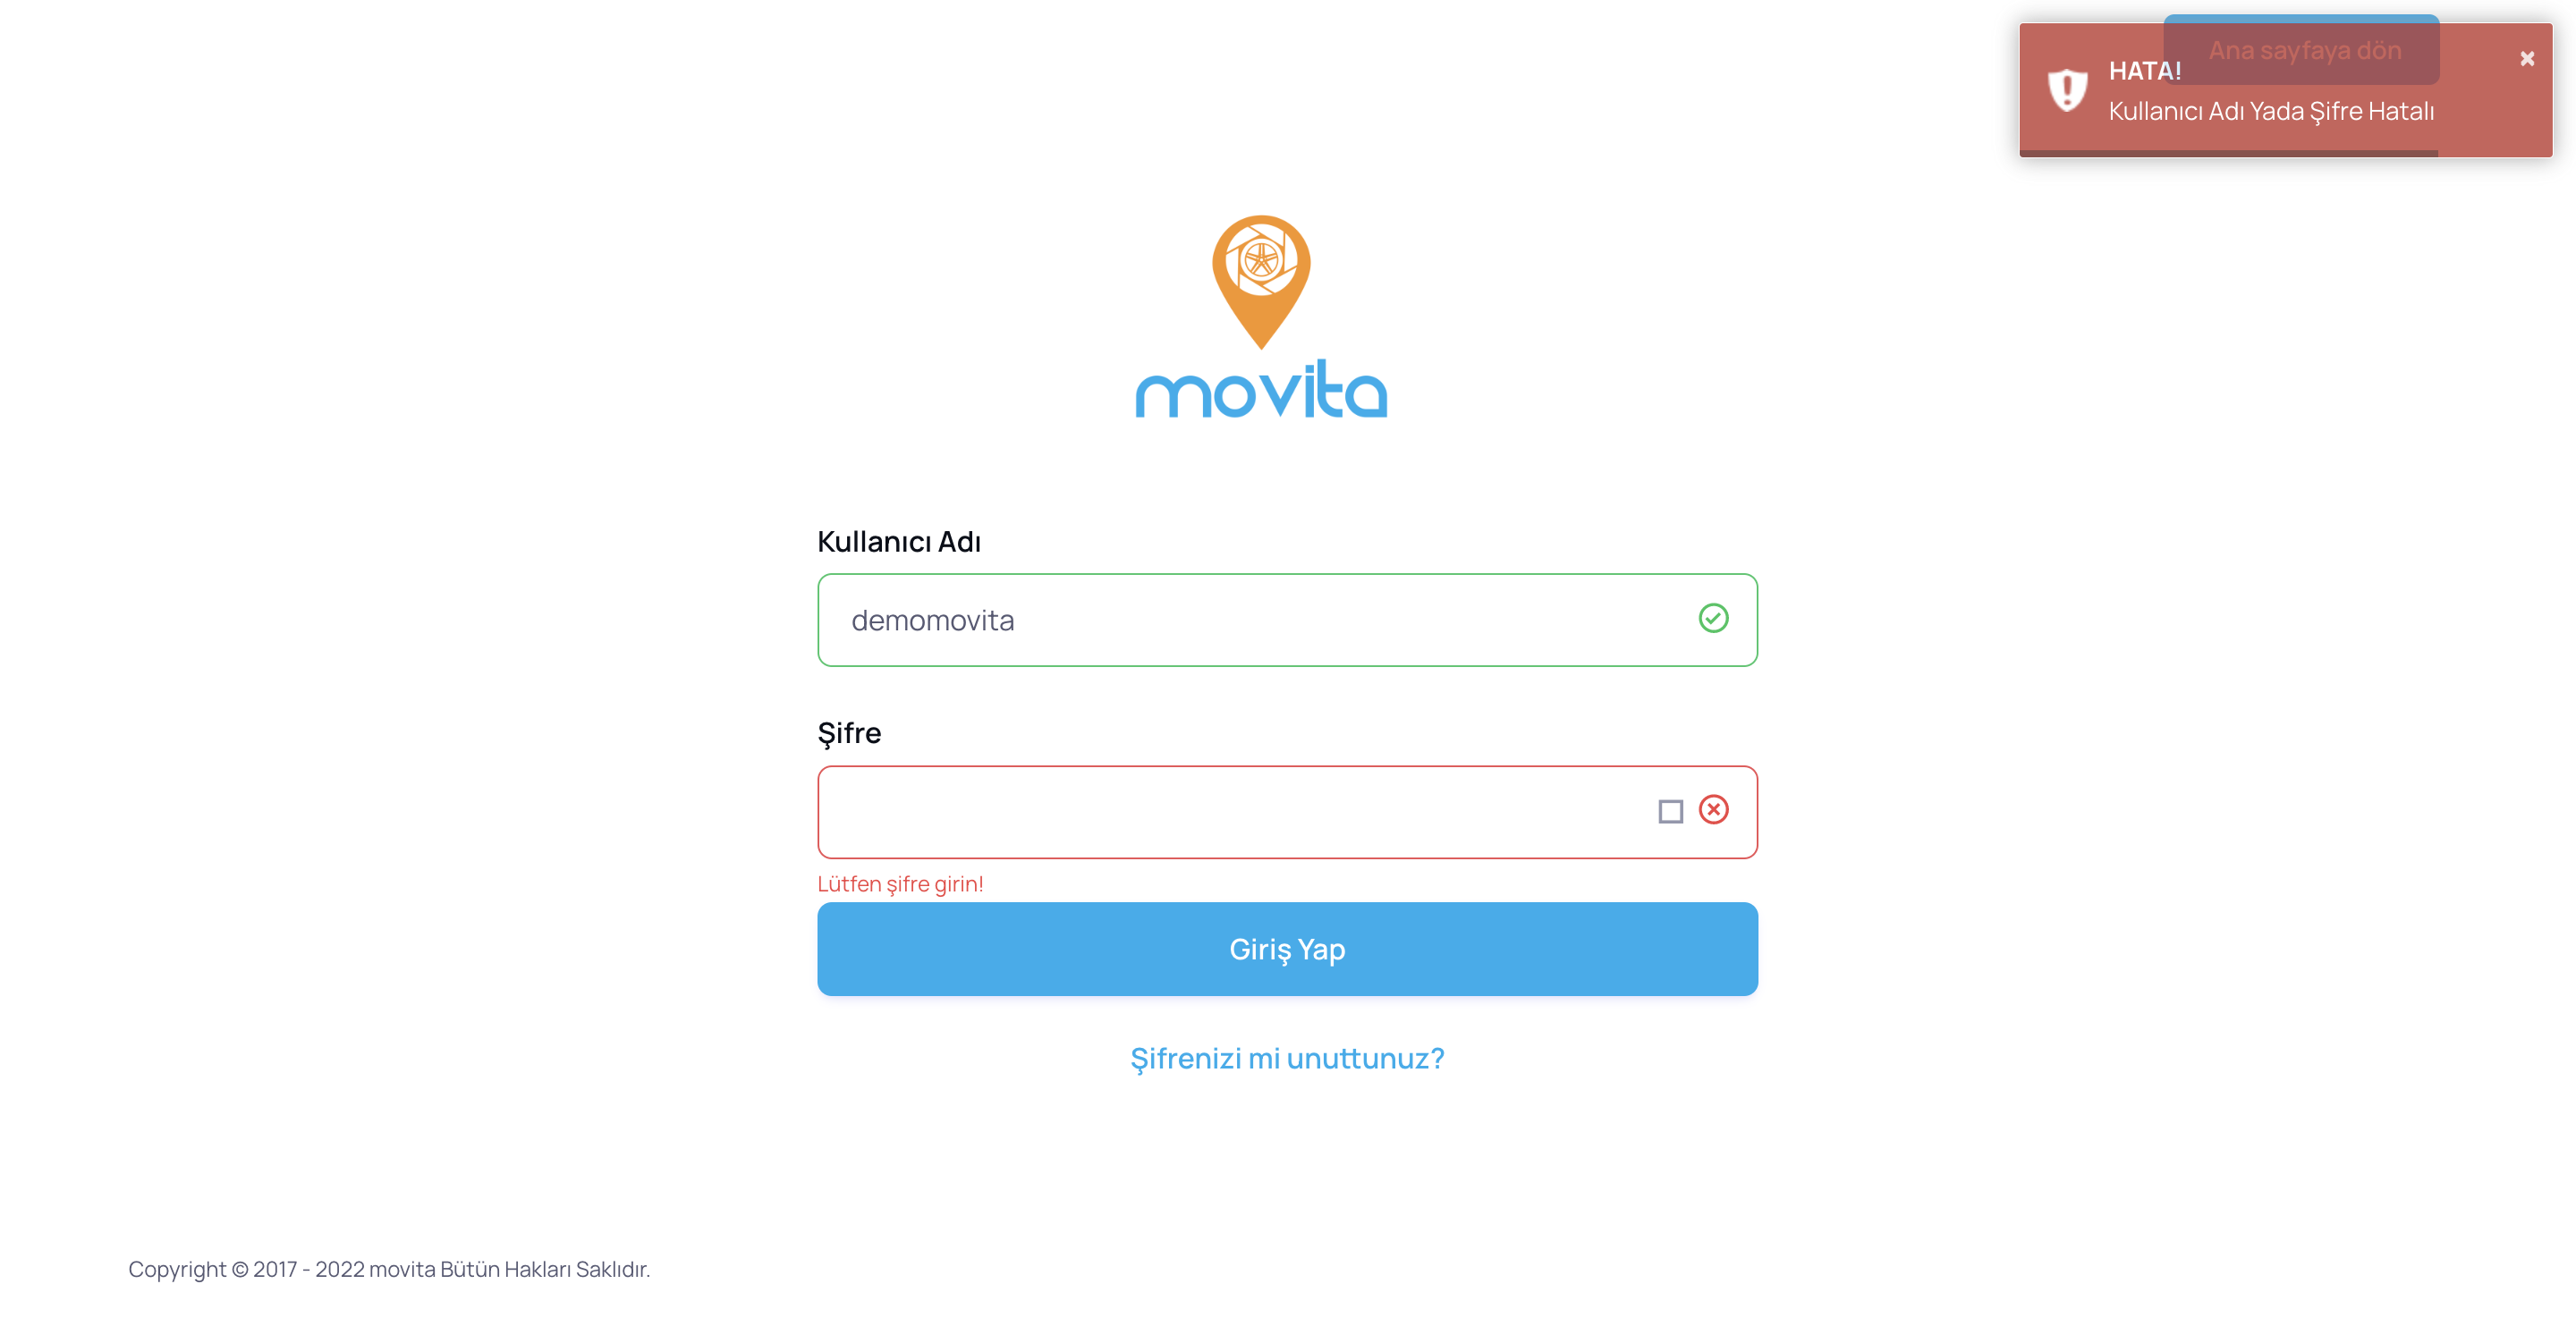 Ana sayfaya dön
HATA!
Kullanıcı Adı Yada Şifre Hatalı
movita
Kullanıcı Adı
demomovita
Şifre
Lütfen şifre girin!
Giriş Yap
Şifrenizi mi unuttunuz?
Copyright © 2017 - 2022 movita Bütün Hakları Saklıdır.